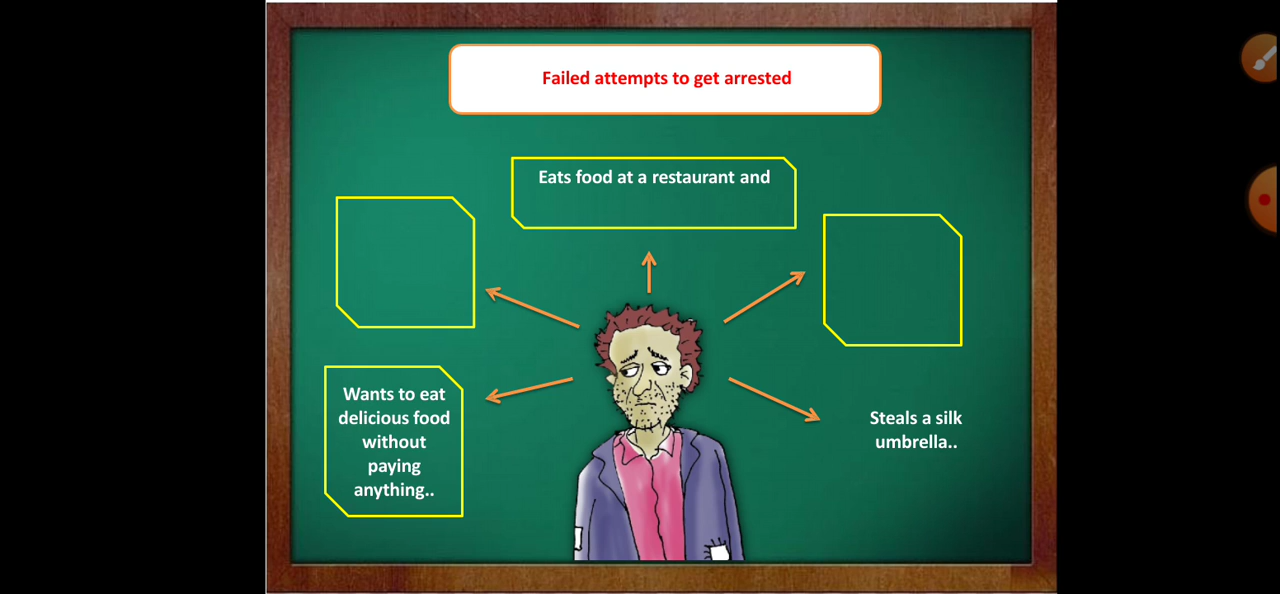 Failed attempts to get arrested
Eats food at a restaurant and
Wants to eat
delicious food
without
paying
anything..
Steals a silk
umbrella..